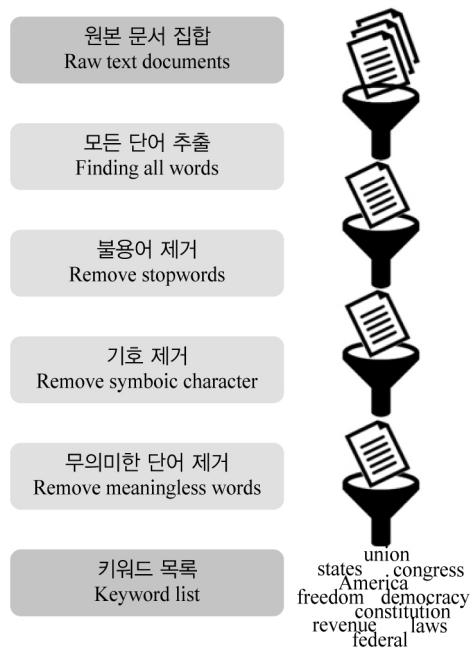 원본 문서 집합
Raw text documents
모든 단어 추출
Finding all words
불용어 제거
Remove stopwords
기호 제거
Remove symboic character
무의미한 단어 제거
Remove meaningless words
키워드 목록
Keyword list
union
states congress
America
freedom democracy
constitution
revenue laws
federal